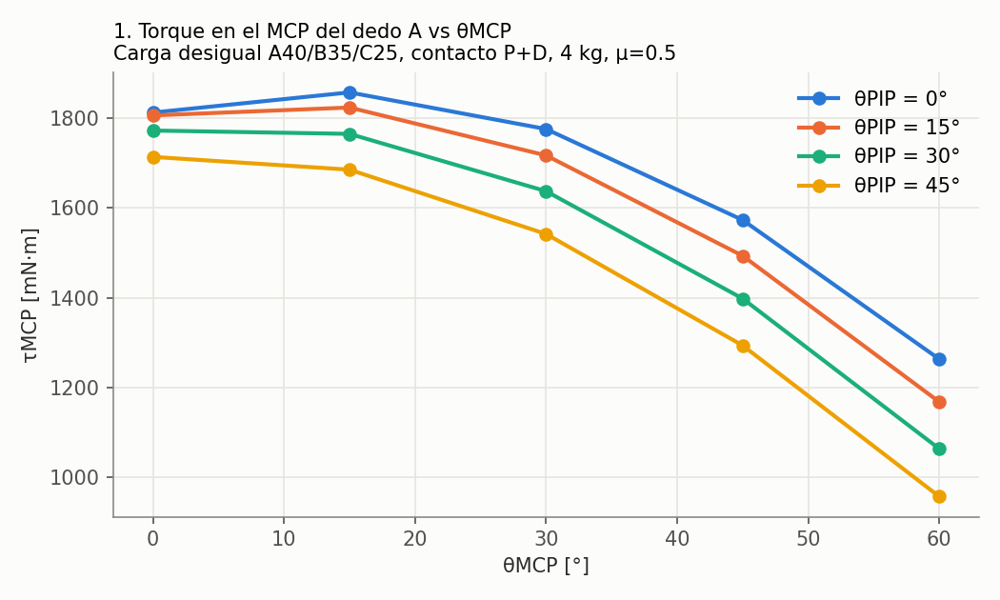 1. Torque en el MCP del dedo A vs θMCP
Carga desigual A40/B35/C25, contacto P+D, 4 kg, μ=0.5
θPIP = 0°
θPIP = 15°
θPIP = 30°
θPIP = 45°
τMCP [mN·m]
1800
1600
1400
1200
1000
0 10 20 30 40 50 60
θMCP [°]